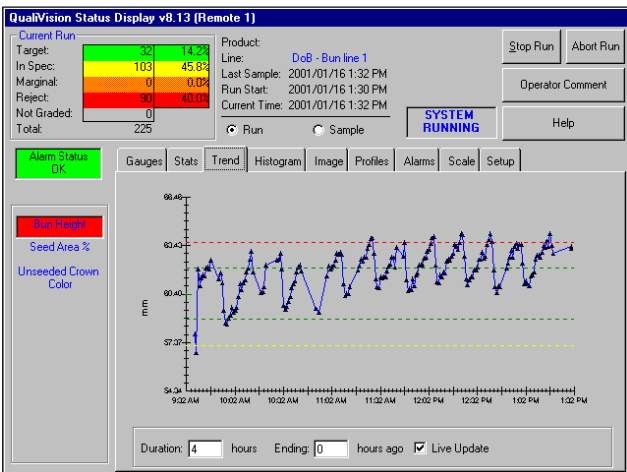 QualiVision Status Display v8.13 (Remote 1)
Current Run
Target: 32 14.2%
In Spec: 103 45.8%
Marginal: 0 0.0%
Reject: 90 40.0%
Not Graded: 0
Total: 225
Product:
Line: DoB - Bun line 1
Last Sample: 2001/01/16 1:32 PM
Run Start: 2001/01/16 1:30 PM
Current Time: 2001/01/16 1:32 PM
Run Sample
SYSTEM
RUNNING
Stop Run Abort Run
Operator
Comment
Help
Alarm Status
OK
Gauges Stats Trend Histogram Image Profiles Alarms Scale Setup
Bun Height
Seed Area %
Unseeded Crown
Color
66.46
63.43
60.40
57.37
54.34
mm
9:32 AM 10:02 AM 10:32 AM 11:02 AM 11:32 AM 12:02 PM 12:32 PM 1:02 PM 1:32 PM
Duration: 4 hours Ending: 0 hours ago Live Update